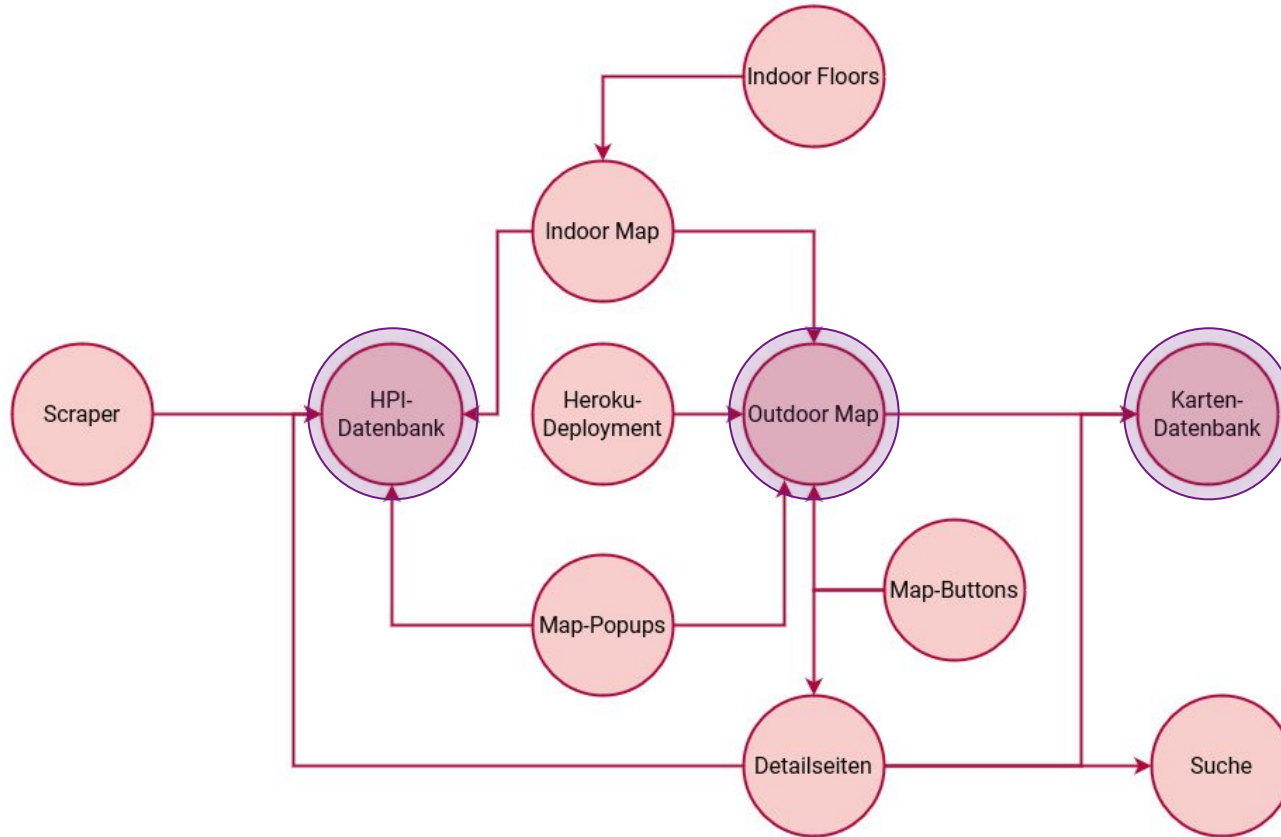 Indoor Floors
Indoor Map
Scraper
HPI-
Datenbank
Heroku-
Deployment
Outdoor Map
Karten-
Datenbank
Map-Popups
Map-Buttons
Detailseiten
Suche